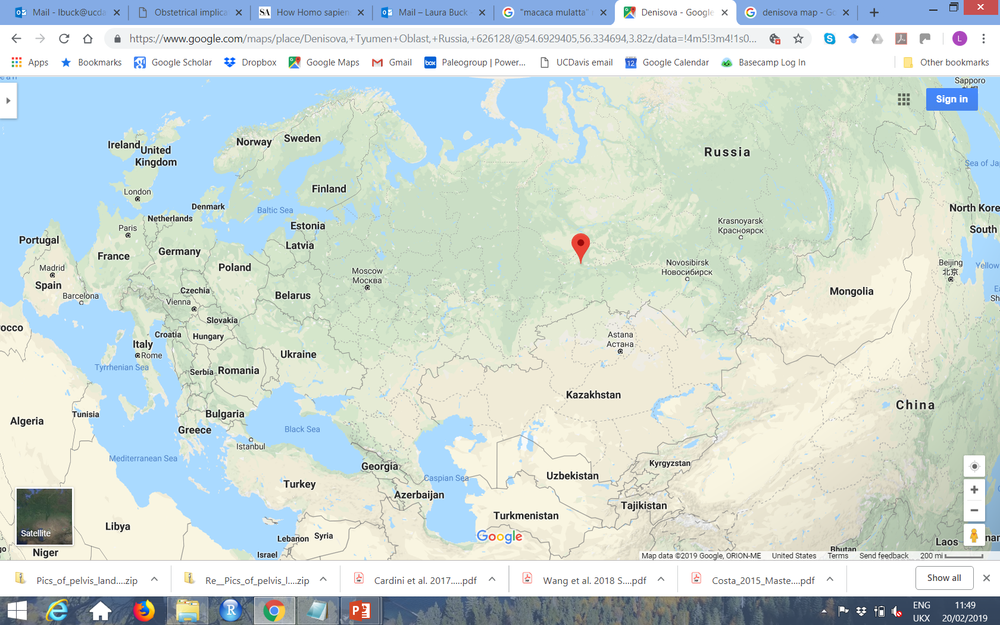 Mail - lbuck@ucda
Obstetrical implica
SA How Homo sapiens
Mail – Laura Buck -
"macaca mulatta"
Denisova - Google
denisova map - Go
https://www.google.com/maps/place/Denisova,+Tyumen+Oblast,+Russia,+626128/@54.6929405,56.334694,3.82z/data=!4m5!3m4!1s0...
L
Apps
Bookmarks
Google Scholar
Dropbox
Google Maps
Gmail
box Paleogroup | Power...
UCDavis email
12 Google Calendar
Basecamp Log In
Other bookmarks
ean
Sapporo
Sign in
Norway
Sweden
Ireland
United
Kingdom
Russia
Sea of Jap
London
Finland
Denmark
Baltic Sea
North Kore
Netherlands
Estonia
Paris
Krasnoyarsk
Красноярск
South
Portugal
Latvia
Germany
France
Poland
Madrid
Moscow
Москва
Novosibirsk
Новосибирск
Beijing
北京
Yellow
Spain
Czechia
Barcelona
Belarus
Mongolia
Vienna
Sh
Slovakia
rocco
Croatia
Hungary
Astana
Астана
Italy
Rome
Ukraine
Tyrrhenian Sea
Serbia
Romania
Kazakhstan
China
Tunisia
Bulgaria
Algeria
Greece
Black Sea
Istanbul
Mediterranean Sea
Georgia
Kyrgyzstan
Turkey
Caspian Sea
Uzbekistan
Azerbaijan
Tajikistan
Turkmenistan
Libya
Satellite
Lebanon
Syria
Google
Laos
Niger
Israel
Bhutan
Map data ©2019 Google, ORION-ME
United States
Terms
Send feedback
200 mi
Pics_of_pelvis_land....zip
Re__Pics_of_pelvis_l....zip
Cardini et al. 2017.....pdf
Wang et al. 2018 S....pdf
Costa_2015_Maste....pdf
Show all
R
P
ENG
UKX
11:49
20/02/2019